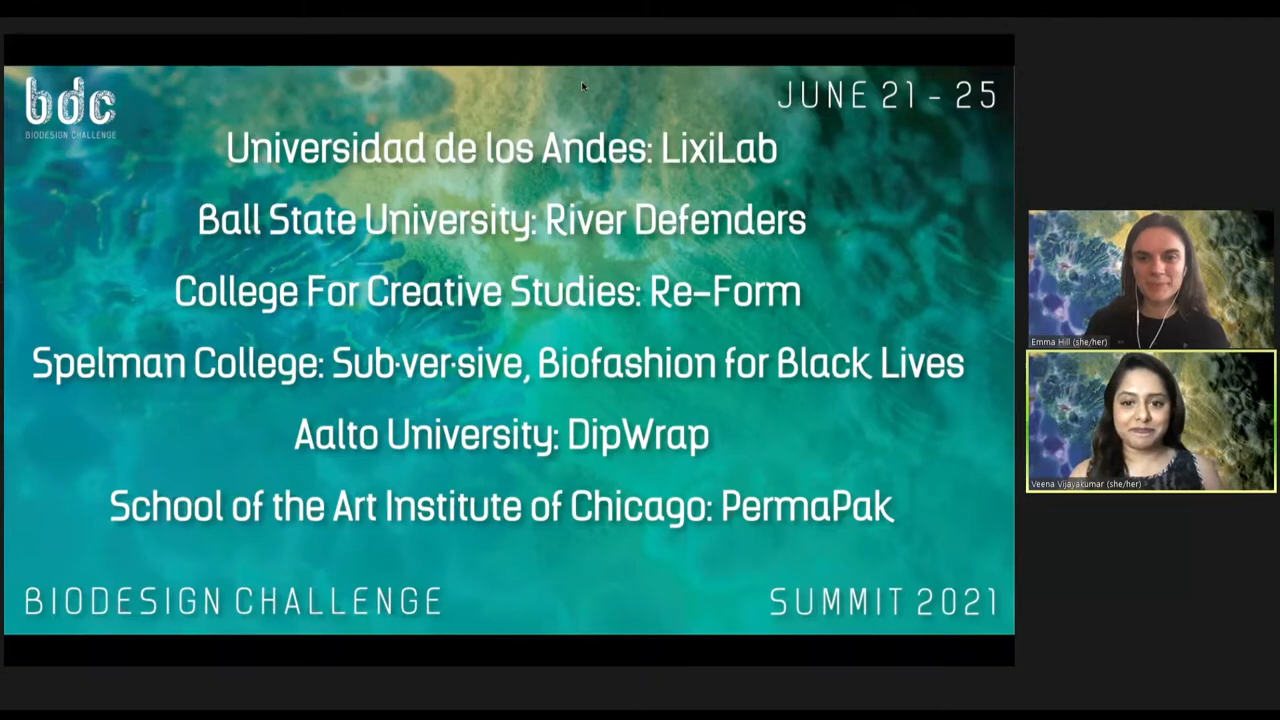 bdc
BIODESIGN CHALLENGE
JUNE 21 - 25
Universidad de los Andes: LixiLab
Ball State University: River Defenders
College For Creative Studies: Re-Form
Spelman College: Sub·ver·sive, Biofashion for Black Lives
Aalto University: DipWrap
School of the Art Institute of Chicago: PermaPak
BIODESIGN CHALLENGE
SUMMIT 2021
Emma Hill (she/her)
Veena Vijayakumar (she/her)